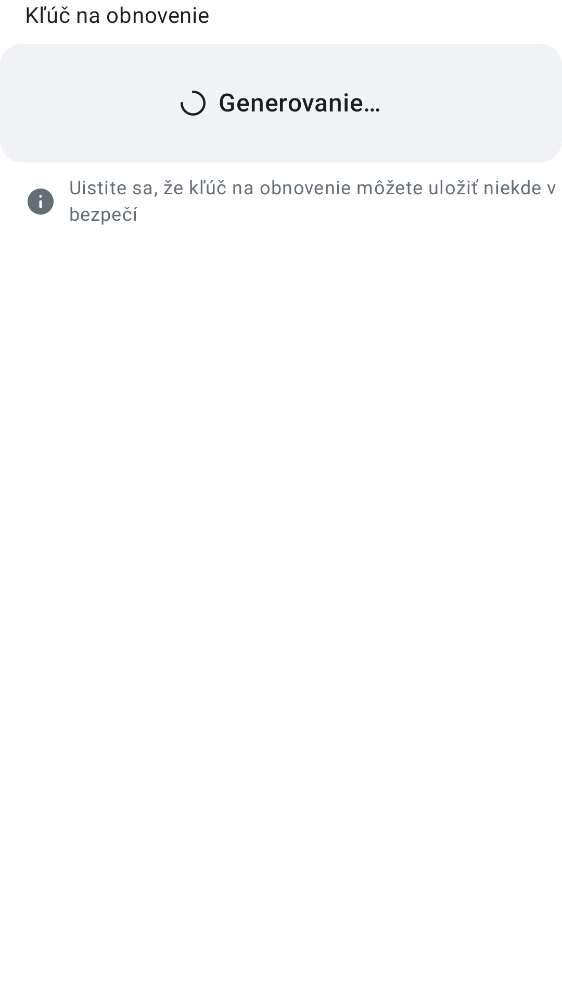 Kľúč na obnovenie
Generovanie…
Uistite sa, že kľúč na obnovenie môžete uložiť niekde v
bezpečí